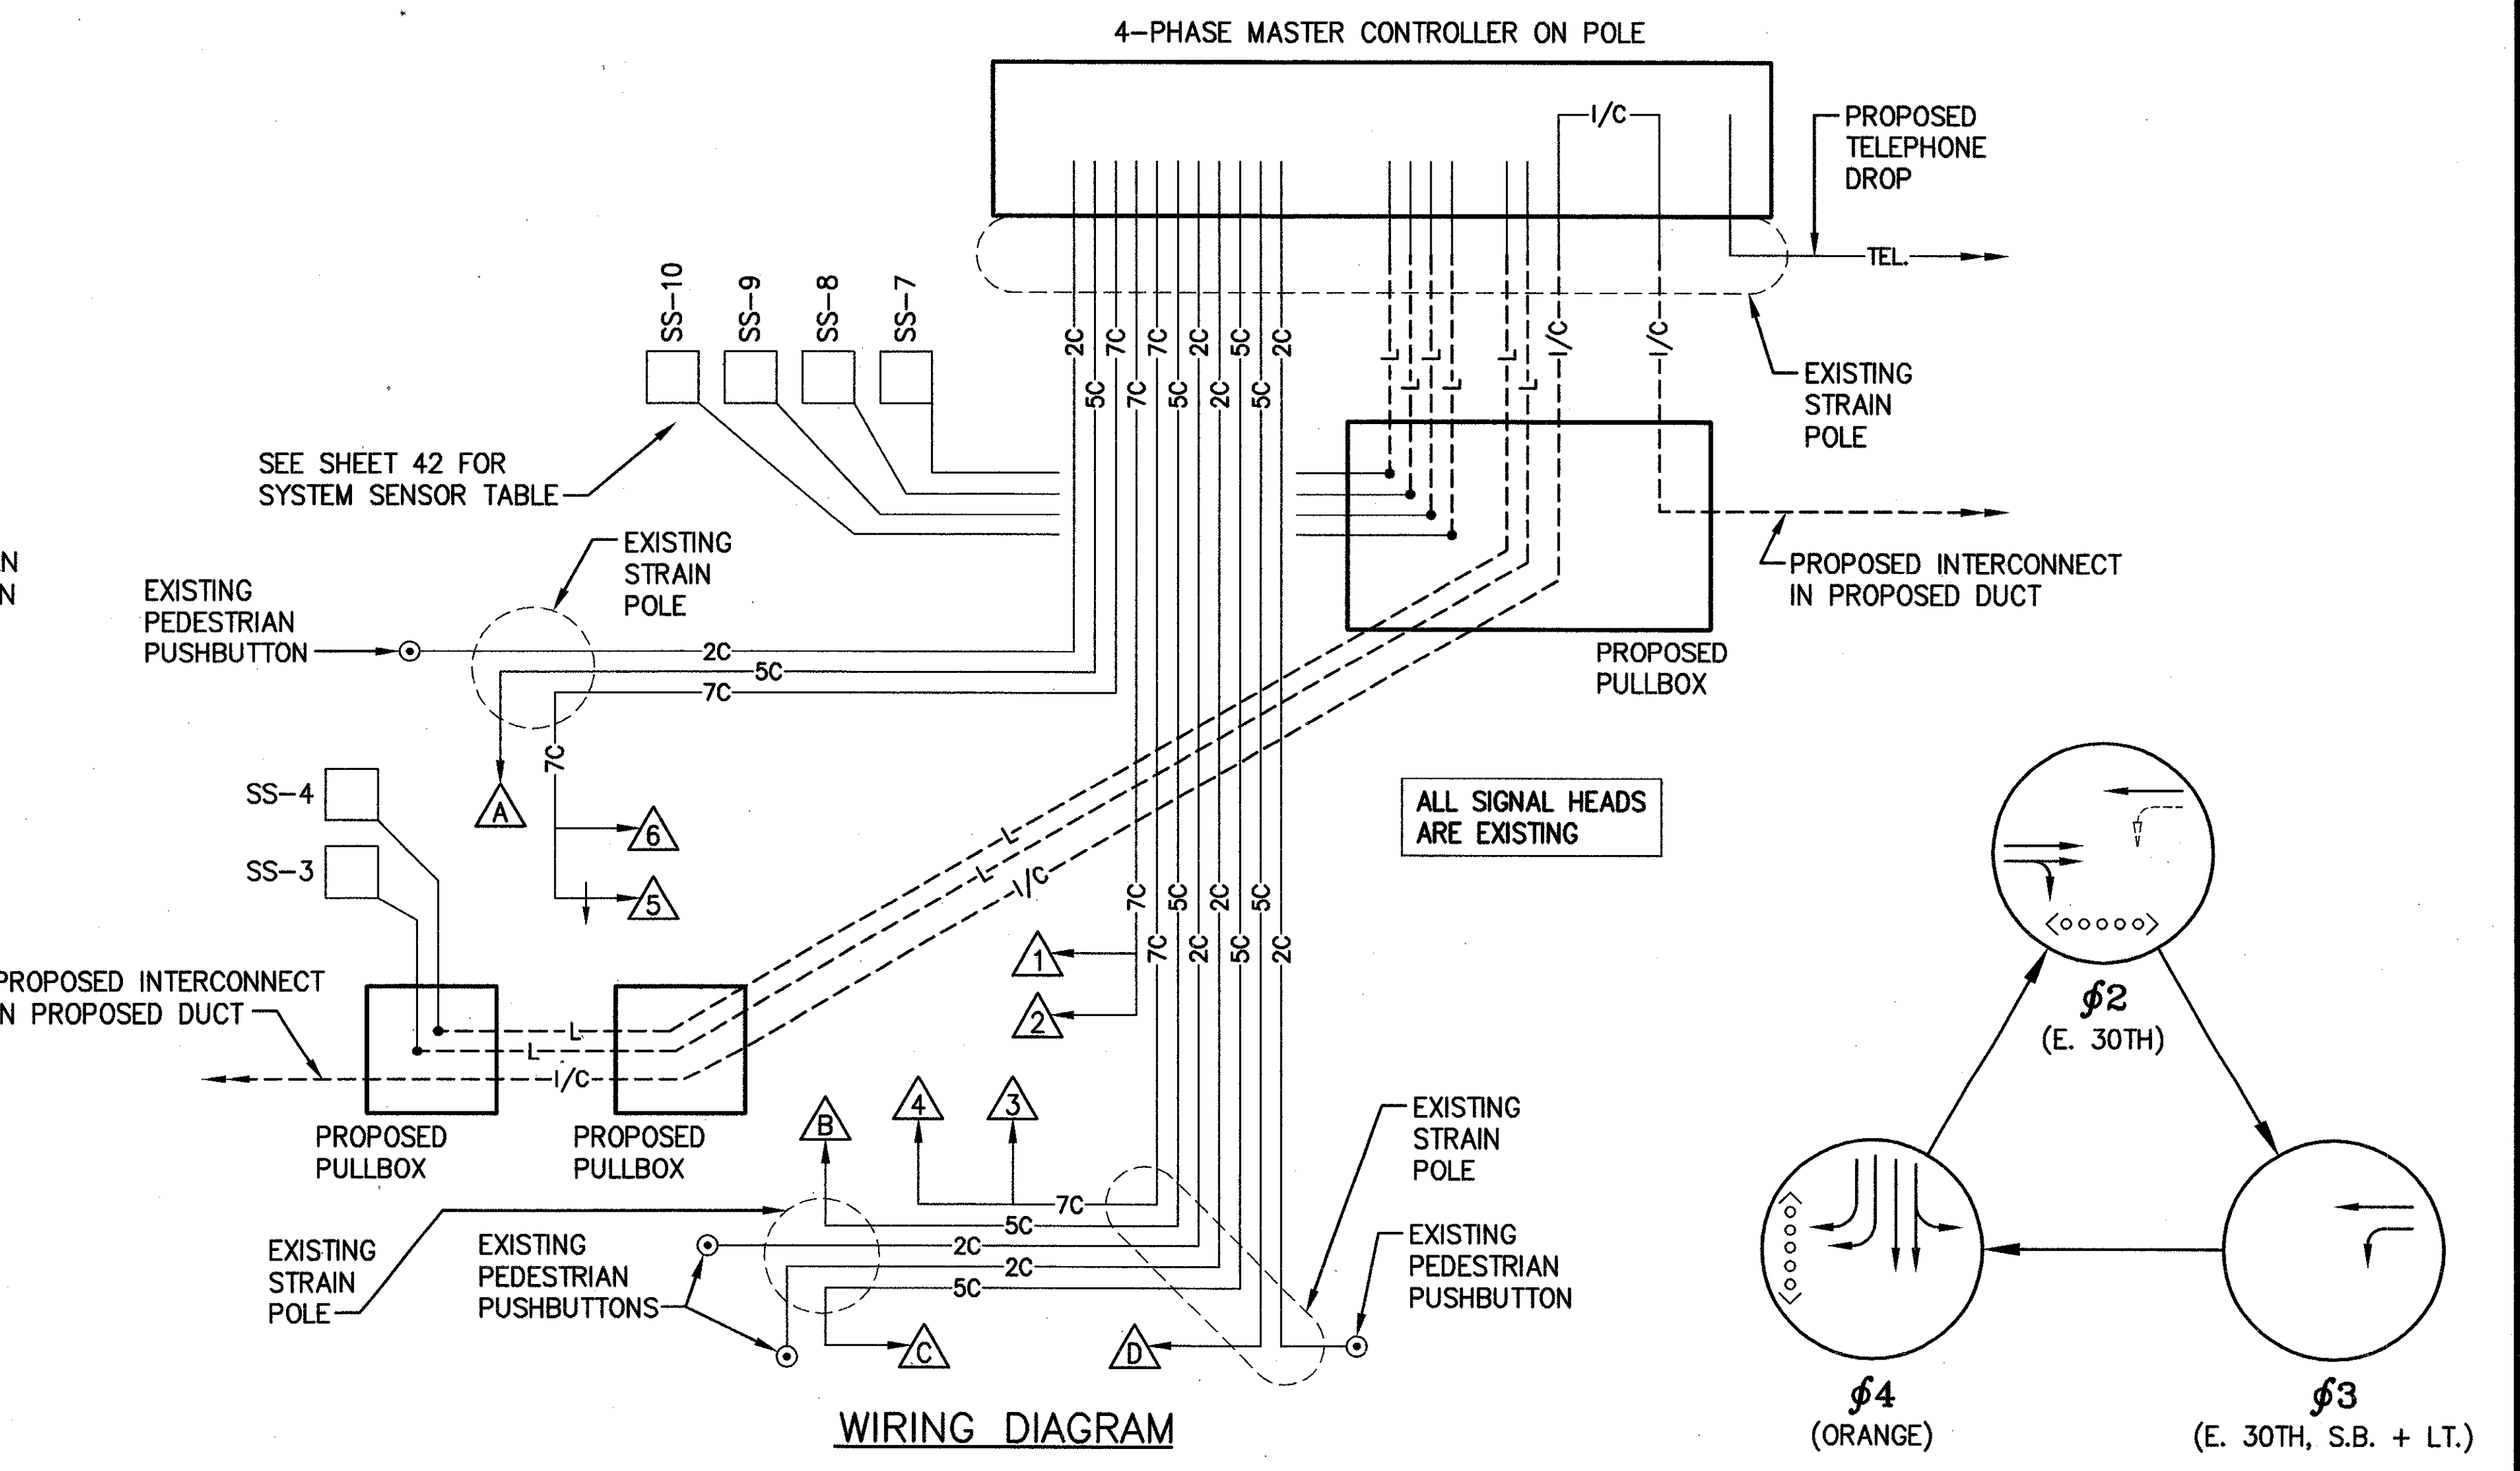 4-PHASE MASTER CONTROLLER ON POLE
I/C
PROPOSED
TELEPHONE
DROP
TEL.
SS-10
SS-9
SS-8
SS-7
2C
7C
7C
2C
5C
2C
5C
7C
5C
2C
5C
L
L
L
L
L
L
I/C
I/C
EXISTING
STRAIN
POLE
SEE SHEET 42 FOR
SYSTEM SENSOR TABLE
EXISTING
STRAIN
POLE
PROPOSED INTERCONNECT
IN PROPOSED DUCT
EXISTING
PEDESTRIAN
PUSHBUTTON
2C
5C
7C
PROPOSED
PULLBOX
7C
SS-4
A
6
ALL SIGNAL HEADS
ARE EXISTING
L
L
I/C
SS-3
5
7C
5C
2C
5C
1
7C
2C
5C
2C
2
PROPOSED INTERCONNECT
N PROPOSED DUCT
L
L
I/C
PROPOSED
PULLBOX
PROPOSED
PULLBOX
B
4
3
EXISTING
STRAIN
POLE
7C
5C
2C
2C
5C
EXISTING
STRAIN
POLE
EXISTING
PEDESTRIAN
PUSHBUTTONS
EXISTING
PEDESTRIAN
PUSHBUTTON
C
D
WIRING DIAGRAM
∮2
(E. 30TH)
∮4
(ORANGE)
∮3
(E. 30TH, S.B. + LT.)